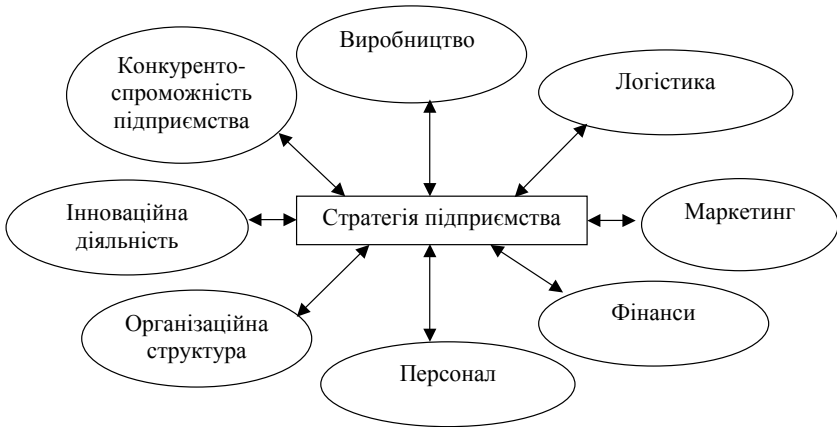 Виробництво
Конкуренто-
спроможність
підприємства
Логістика
Інноваційна
діяльність
Стратегія підприємства
Маркетинг
Організаційна
структура
Фінанси
Персонал